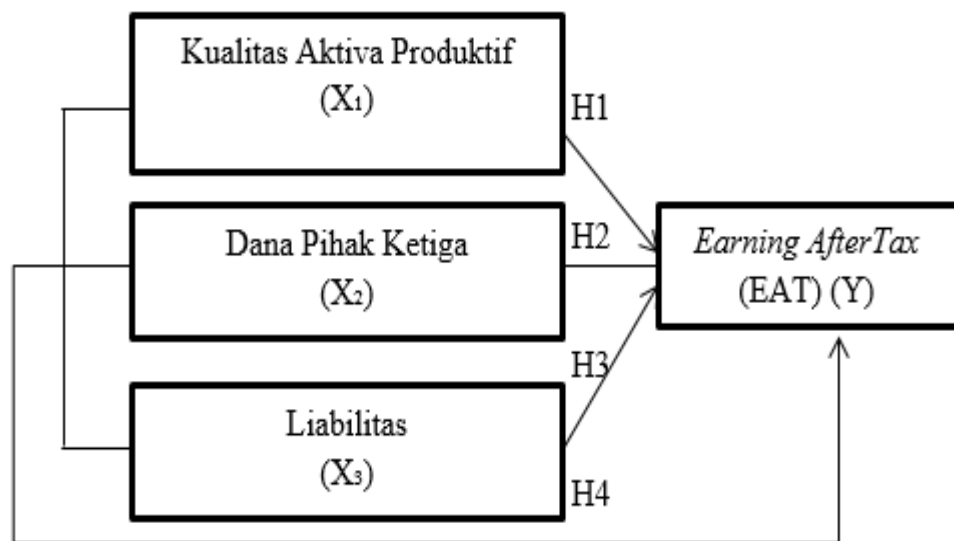 Kualitas Aktiva Produktif
(X₁)
H1
Dana Pihak Ketiga
(X₂)
H2
Earning AfterTax
(EAT) (Y)
H3
Liabilitas
(X₃)
H4